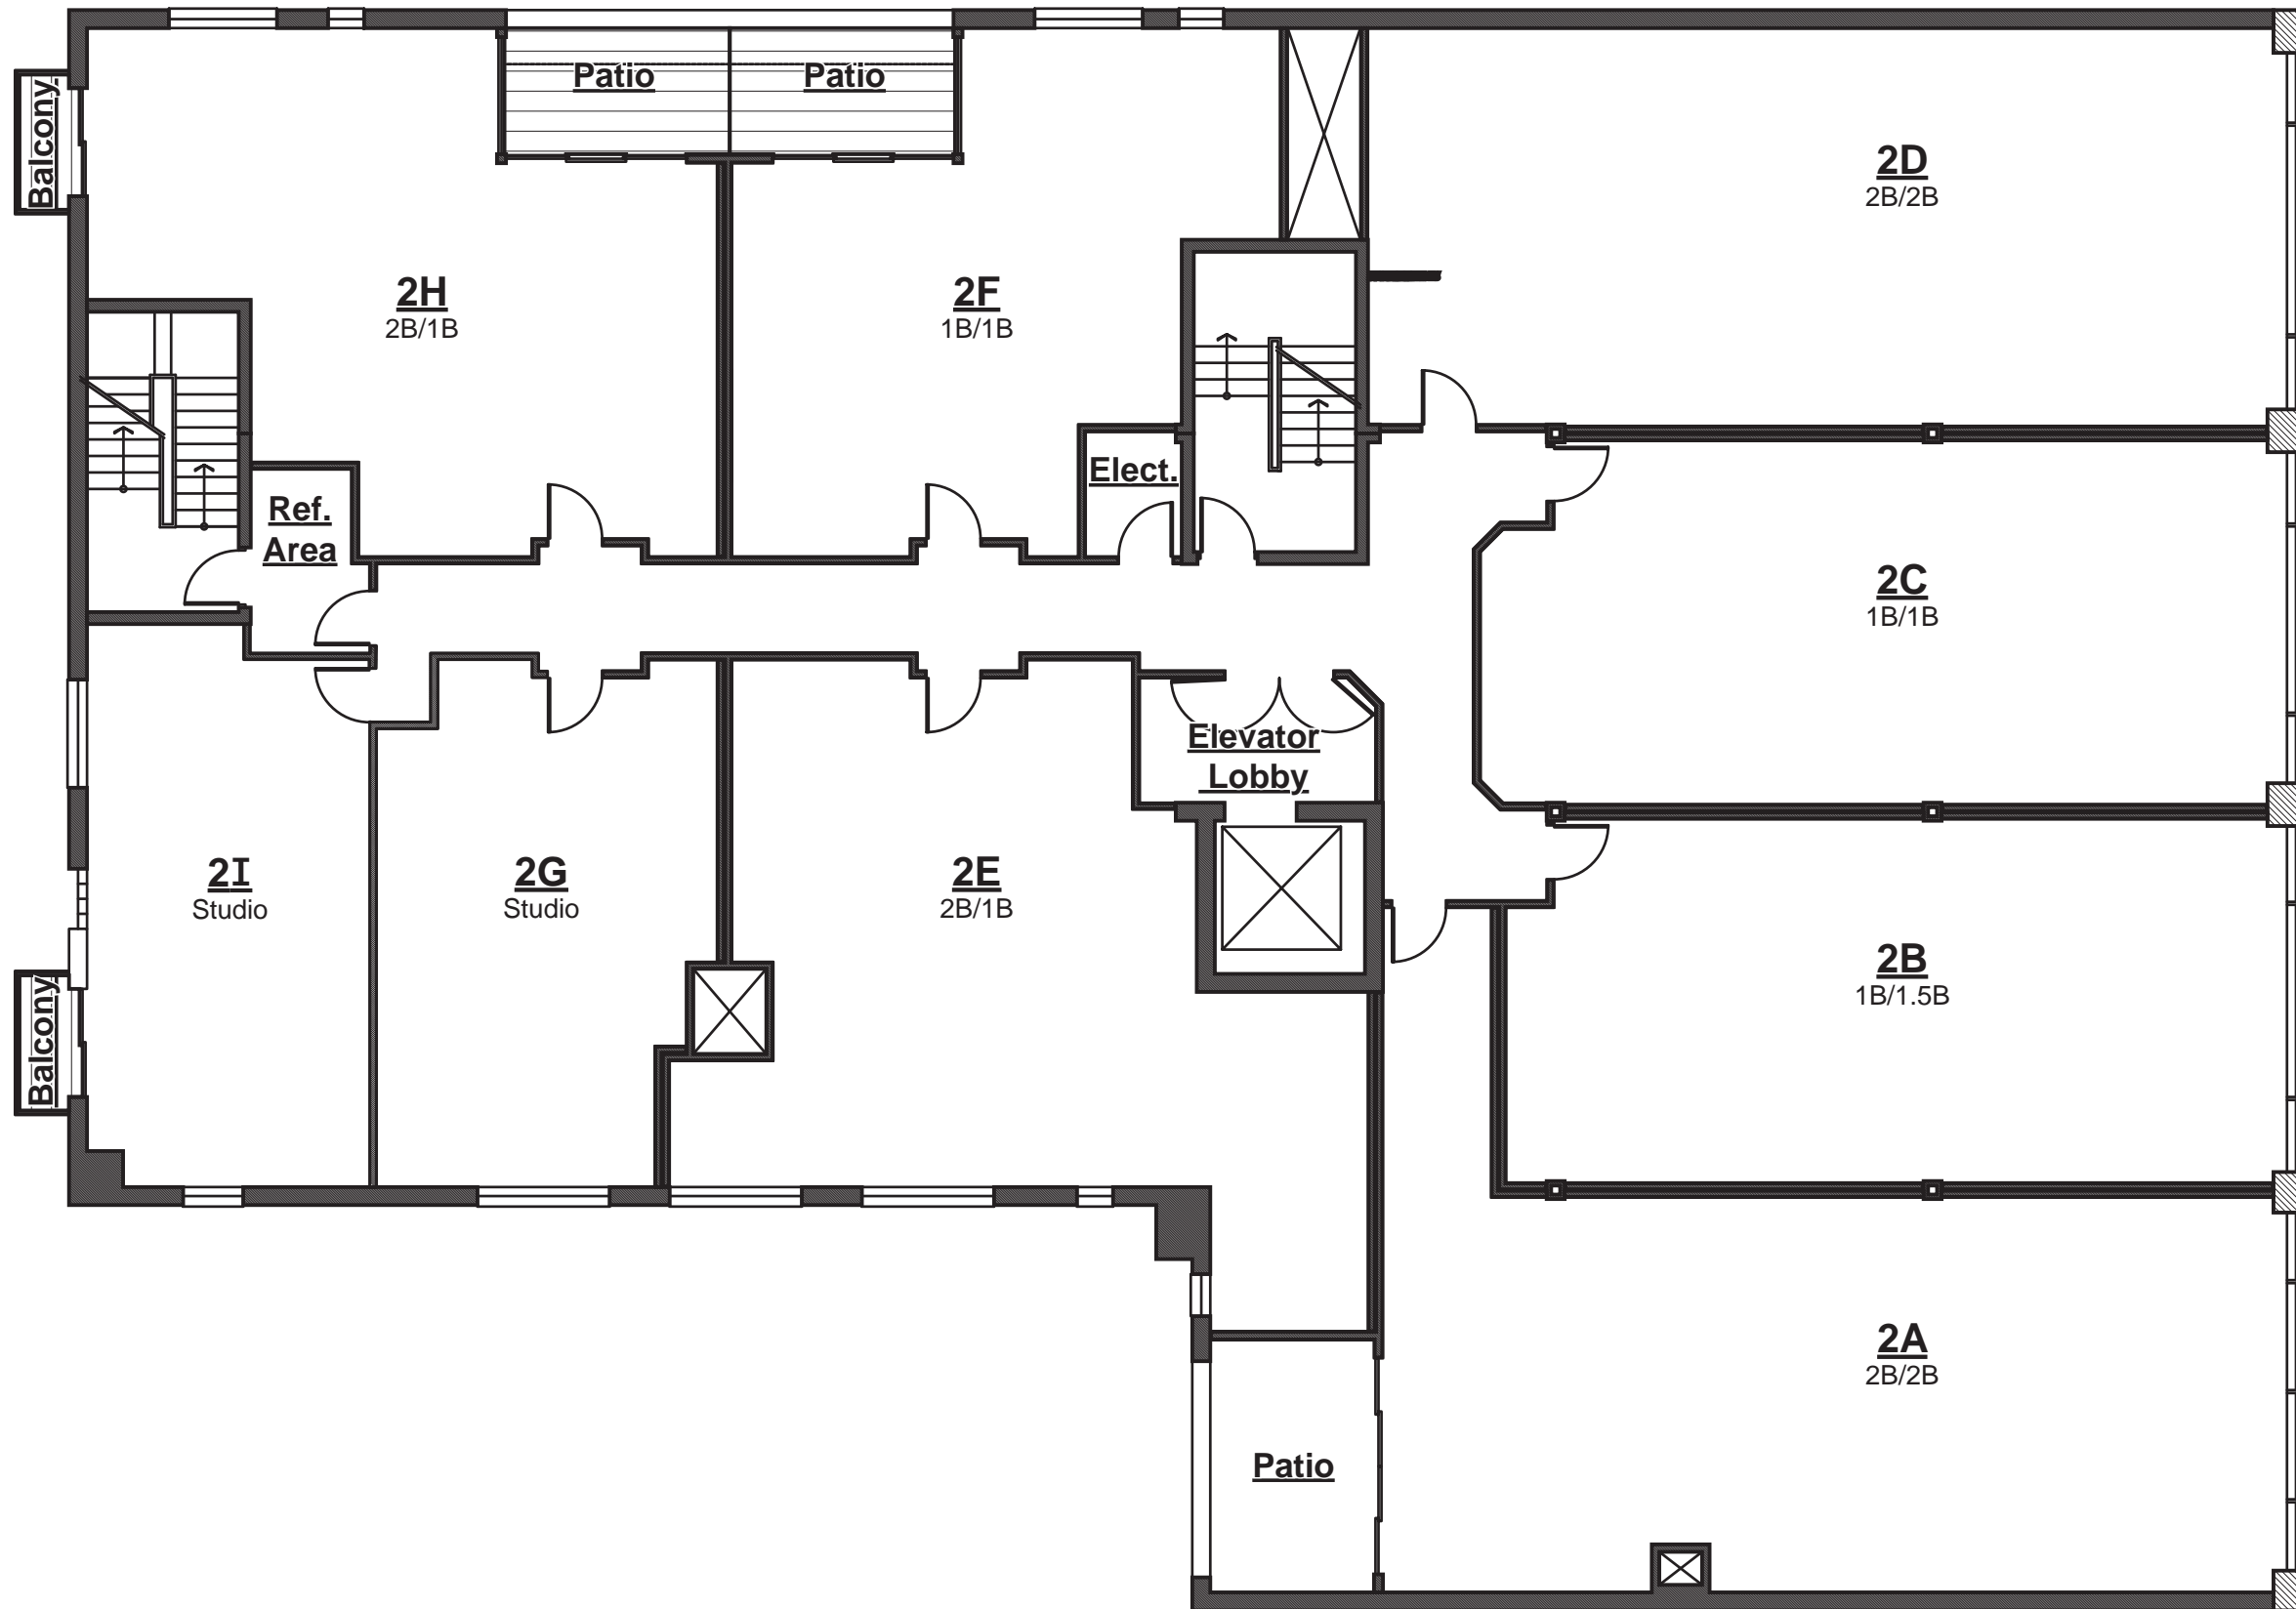 Patio
Patio
Balcony
2D
2B/2B
2H
2B/1B
2F
1B/1B
Elect.
Ref.
Area
2C
1B/1B
Elevator
Lobby
2I
Studio
2G
Studio
2E
2B/1B
2B
1B/1.5B
Balcony
2A
2B/2B
Patio